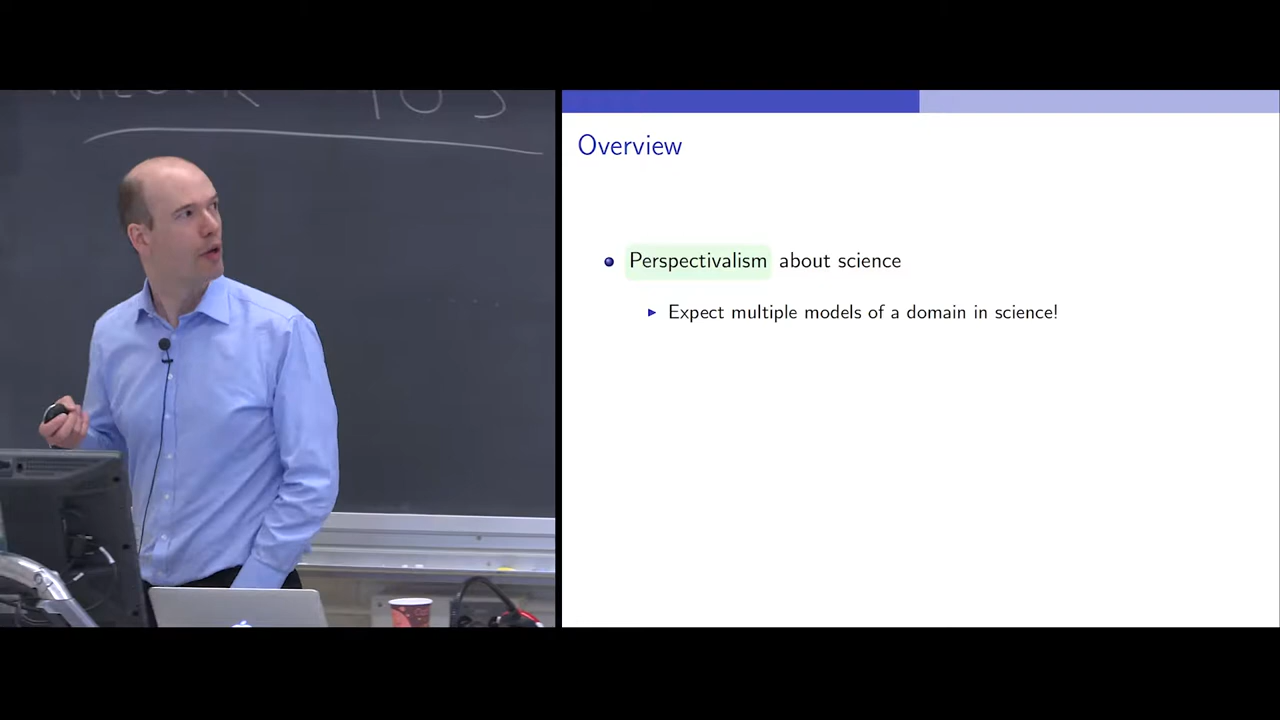 Overview
Perspectivalism about science
Expect multiple models of a domain in science!